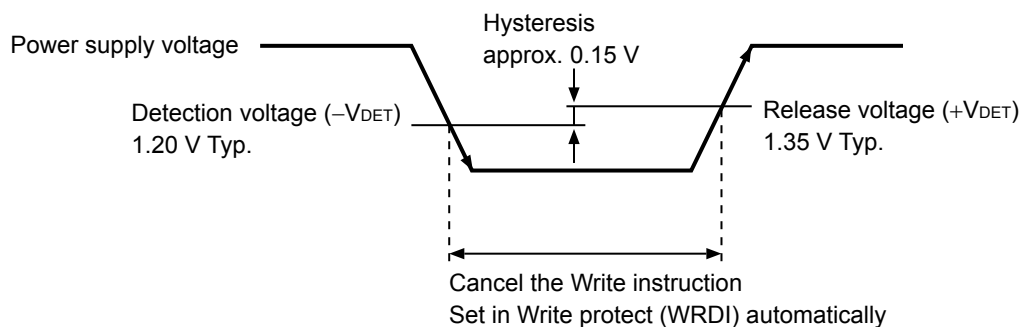 Hysteresis
approx. 0.15 V
Power supply voltage
Detection voltage (−VDET)
1.20 V Typ.
Release voltage (+VDET)
1.35 V Typ.
Cancel the Write instruction
Set in Write protect (WRDI) automatically